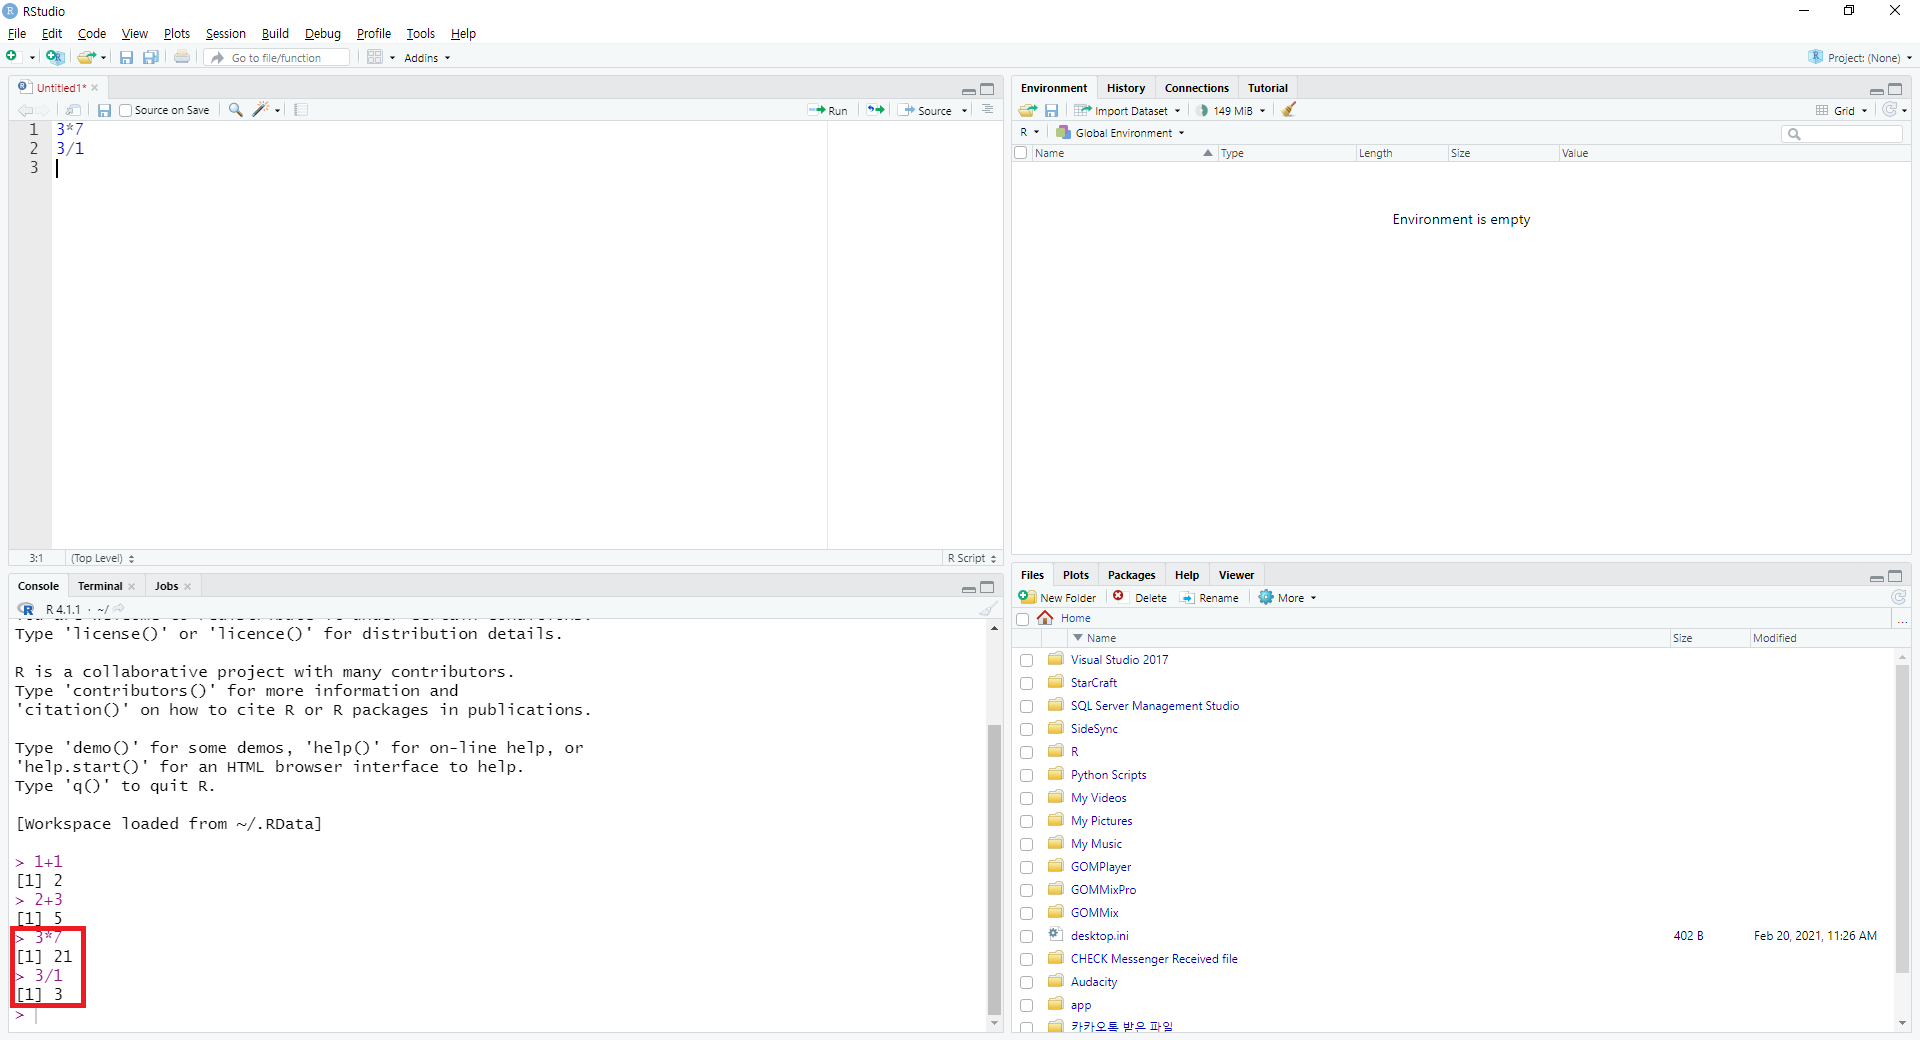 RStudio
File Edit Code View Plots Session Build Debug Profile Tools Help
Go to file/function Addins Project: (None)
Untitled1*
Source on Save Run Source
1 3*7
2 3/1
3
3:1 (Top Level) R Script
Console Terminal Jobs
R 4.1.1 · ~/
Type 'license()' or 'licence()' for distribution details.
R is a collaborative project with many contributors.
Type 'contributors()' for more information and
'citation()' on how to cite R or R packages in publications.
Type 'demo()' for some demos, 'help()' for on-line help, or
'help.start()' for an HTML browser interface to help.
Type 'q()' to quit R.
[Workspace loaded from ~/.RData]
> 1+1
[1] 2
> 2+3
[1] 5
> 3*7
[1] 21
> 3/1
[1] 3
>
Environment History Connections Tutorial
Import Dataset 149 MiB Grid
R Global Environment
Name Type Length Size Value
Environment is empty
Files Plots Packages Help Viewer
New Folder Delete Rename More
Home ...
Name Size Modified
Visual Studio 2017
StarCraft
SQL Server Management Studio
SideSync
R
Python Scripts
My Videos
My Pictures
My Music
GOMPlayer
GOMMixPro
GOMMix
desktop.ini 402 B Feb 20, 2021, 11:26 AM
CHECK Messenger Received file
Audacity
app
카카오톡 받은 파일